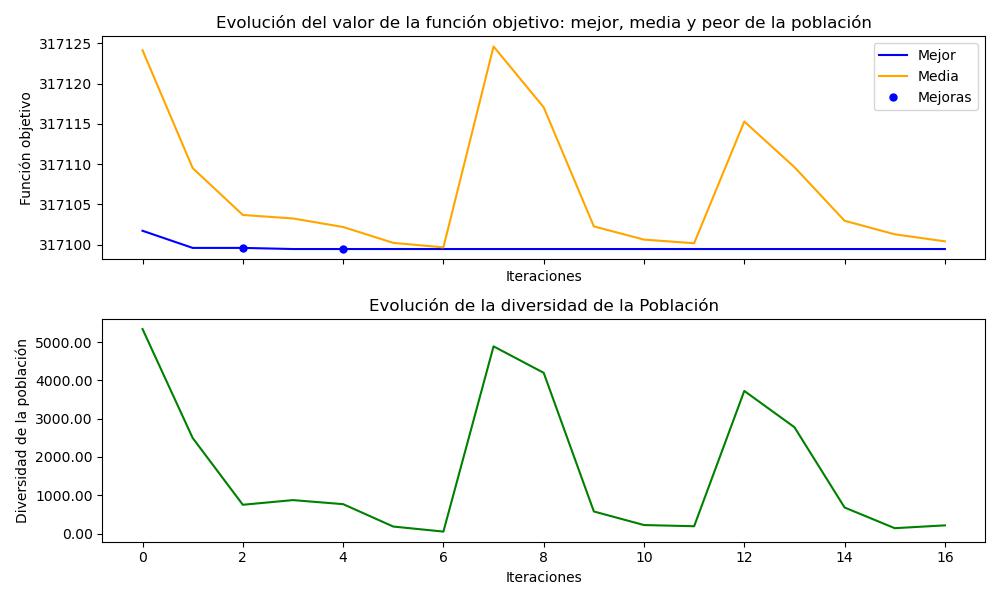 Evolución del valor de la función objetivo: mejor, media y peor de la población
Función objetivo
317125
317120
317115
317110
317105
317100
Mejor
Media
Mejoras
Iteraciones
Evolución de la diversidad de la Población
Diversidad de la población
5000.00
4000.00
3000.00
2000.00
1000.00
0.00
0 2 4 6 8 10 12 14 16
Iteraciones